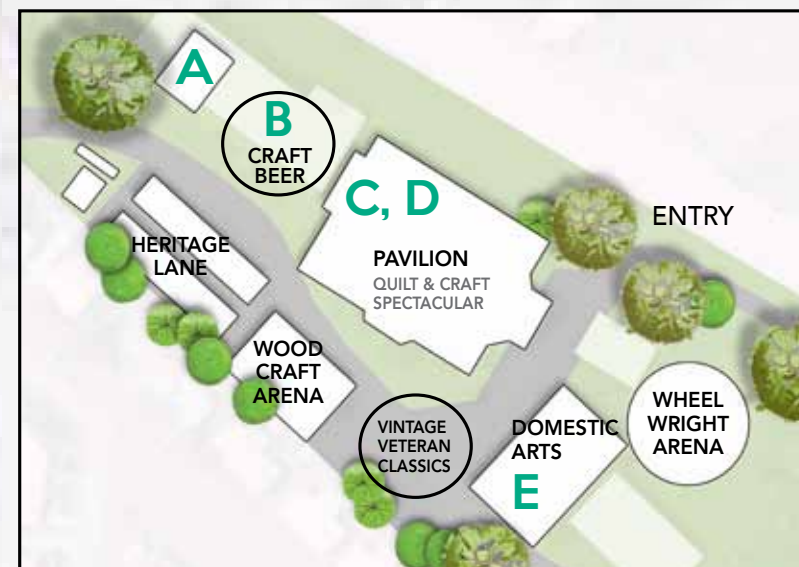 A
B
CRAFT
BEER
C, D
ENTRY
PAVILION
QUILT & CRAFT
SPECTACULAR
HERITAGE
LANE
WOOD
CRAFT
ARENA
VINTAGE
VETERAN
CLASSICS
DOMESTIC
ARTS
E
WHEEL
WRIGHT
ARENA